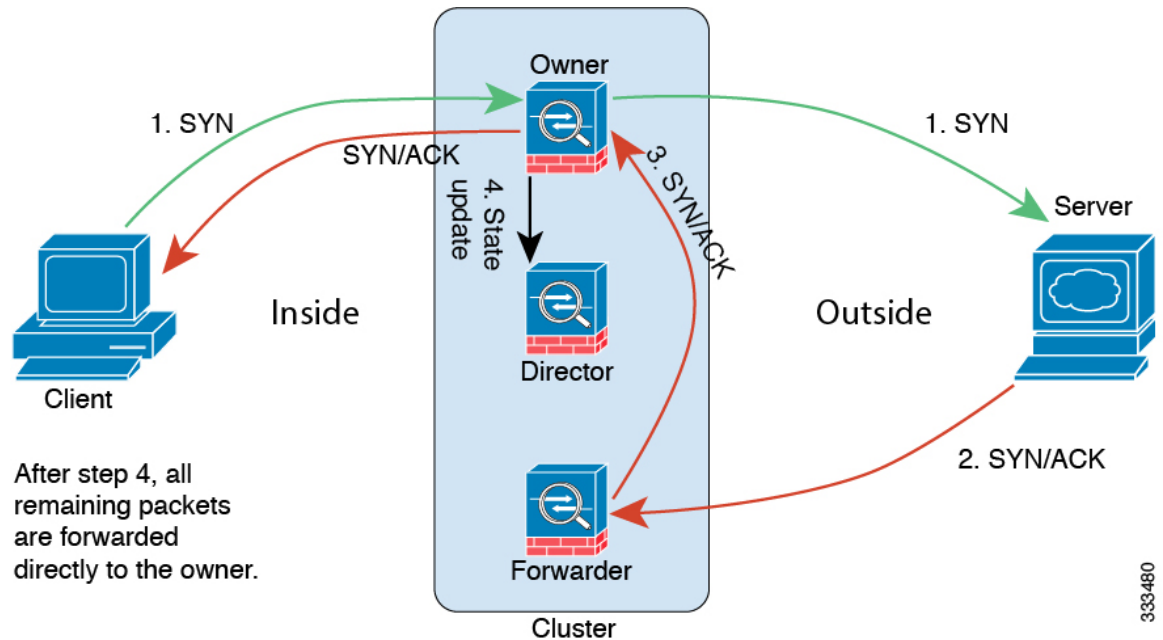 Owner
1. SYN
1. SYN
SYN/ACK
3. SYN/ACK
4. State
update
Server
Inside
Outside
Director
Client
2. SYN/ACK
After step 4, all
remaining packets
are forwarded
directly to the owner.
Forwarder
Cluster
333480